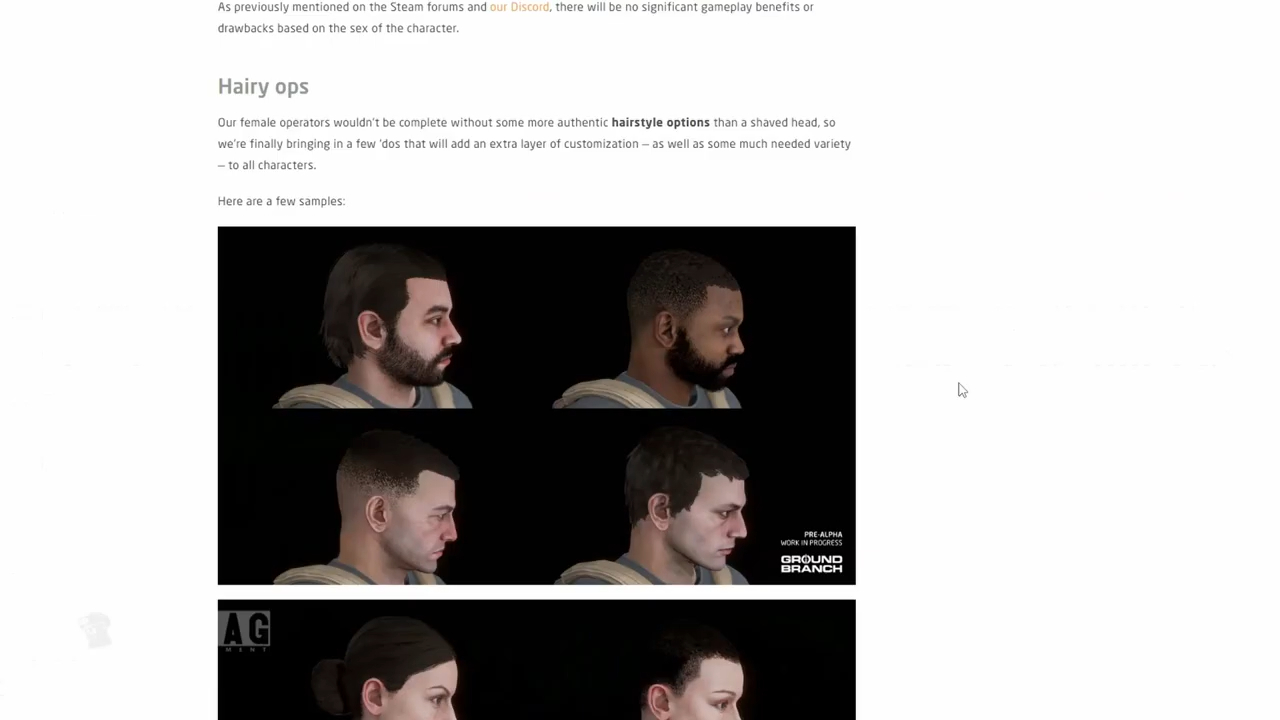 As previously mentioned on the Steam forums and our Discord, there will be no significant gameplay benefits or
drawbacks based on the sex of the character.
Hairy ops
Our female operators wouldn't be complete without some more authentic hairstyle options than a shaved head, so
we're finally bringing in a few 'dos that will add an extra layer of customization — as well as some much needed variety
— to all characters.
Here are a few samples:
PRE-ALPHA
WORK IN PROGRESS
GROUND
BRANCH
AG
MENT